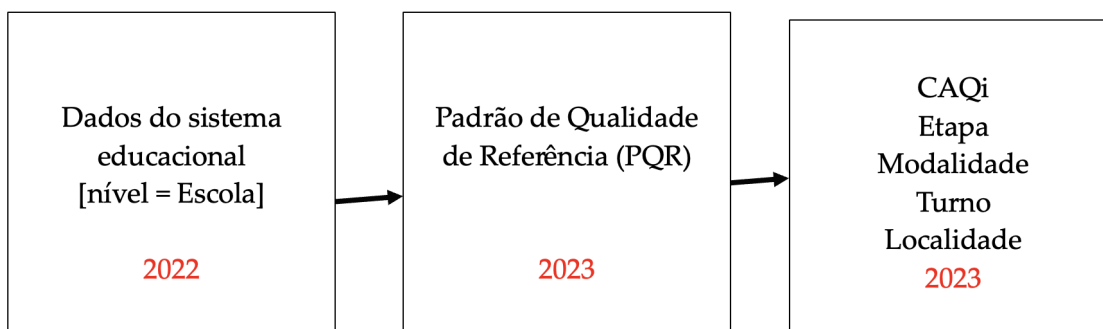 Dados do sistema
educacional
[nível = Escola]
2022
Padrão de Qualidade
de Referência (PQR)
2023
CAQi
Etapa
Modalidade
Turno
Localidade
2023